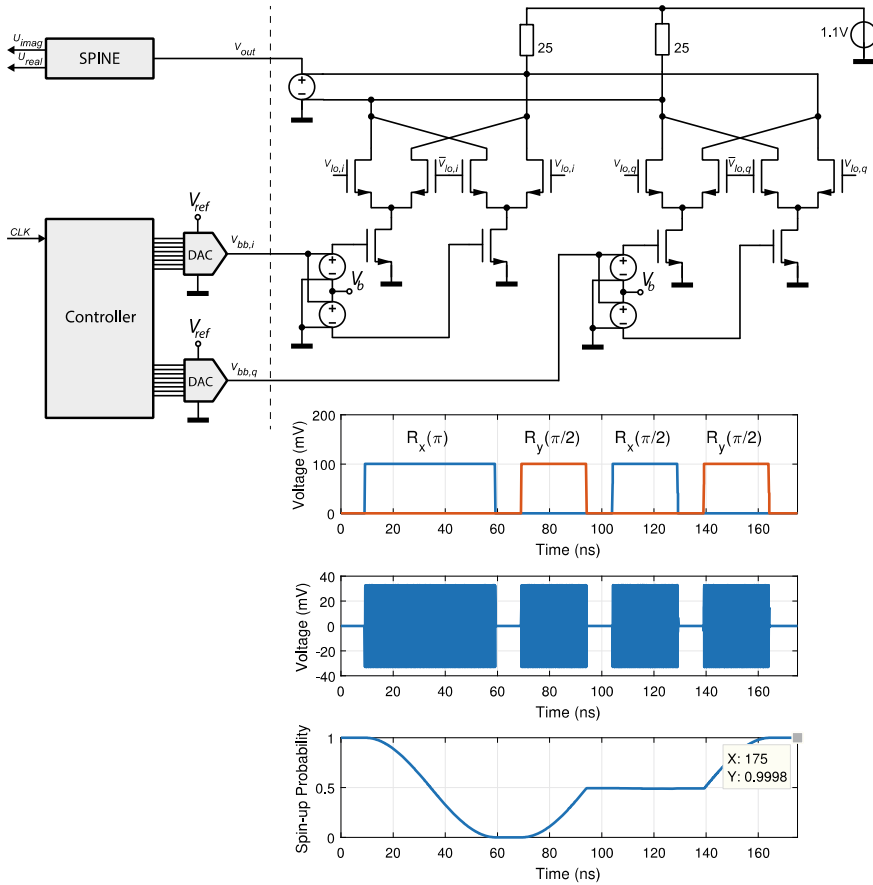 U_imag
U_real
SPINE
V_out
25
25
1.1V
V_lo,i
V̅_lo,i
V_lo,i
V_lo,q
V̅_lo,q
V_lo,q
CLK
Controller
V_ref
DAC
V_bb,i
V_b
V_b
V_ref
DAC
V_bb,q
Voltage (mV)
200
100
0
R_x(π)
R_y(π/2)
R_x(π/2)
R_y(π/2)
0 20 40 60 80 100 120 140 160
Time (ns)
Voltage (mV)
40
20
0
-20
-40
0 20 40 60 80 100 120 140 160
Time (ns)
Spin-up Probability
1
0.5
0
X: 175
Y: 0.9998
0 20 40 60 80 100 120 140 160
Time (ns)